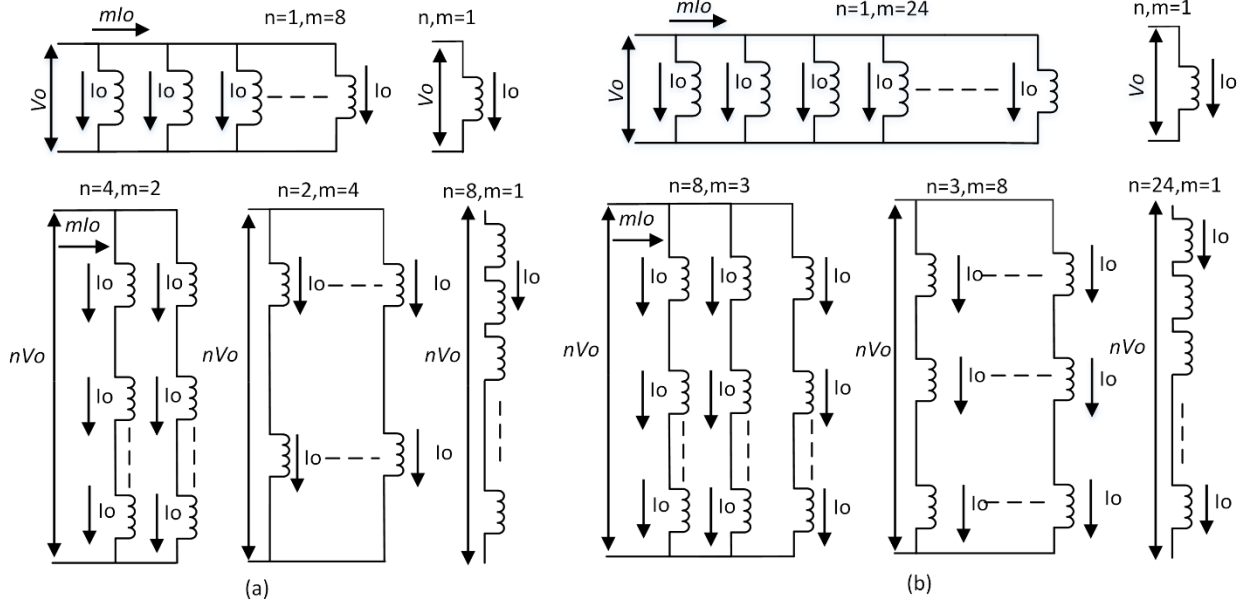 mIo n=1,m=8 n,m=1
Vo Io Io Io Io Vo Io
n=4,m=2 n=2,m=4 n=8,m=1
mIo
Io Io Io Io Io
nVo nVo nVo
Io Io
Io Io
Io Io
(a)
mIo n=1,m=24 n,m=1
Vo Io Io Io Io Io Vo Io
n=8,m=3 n=3,m=8 n=24,m=1
mIo Io
Io Io Io Io Io
nVo nVo nVo
Io Io Io Io Io
Io Io Io Io Io Io
(b)